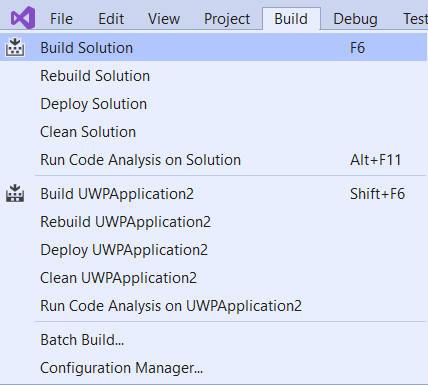 File Edit View Project Build Debug Test
Build Solution F6
Rebuild Solution
Deploy Solution
Clean Solution
Run Code Analysis on Solution Alt+F11
Build UWPApplication2 Shift+F6
Rebuild UWPApplication2
Deploy UWPApplication2
Clean UWPApplication2
Run Code Analysis on UWPApplication2
Batch Build...
Configuration Manager...